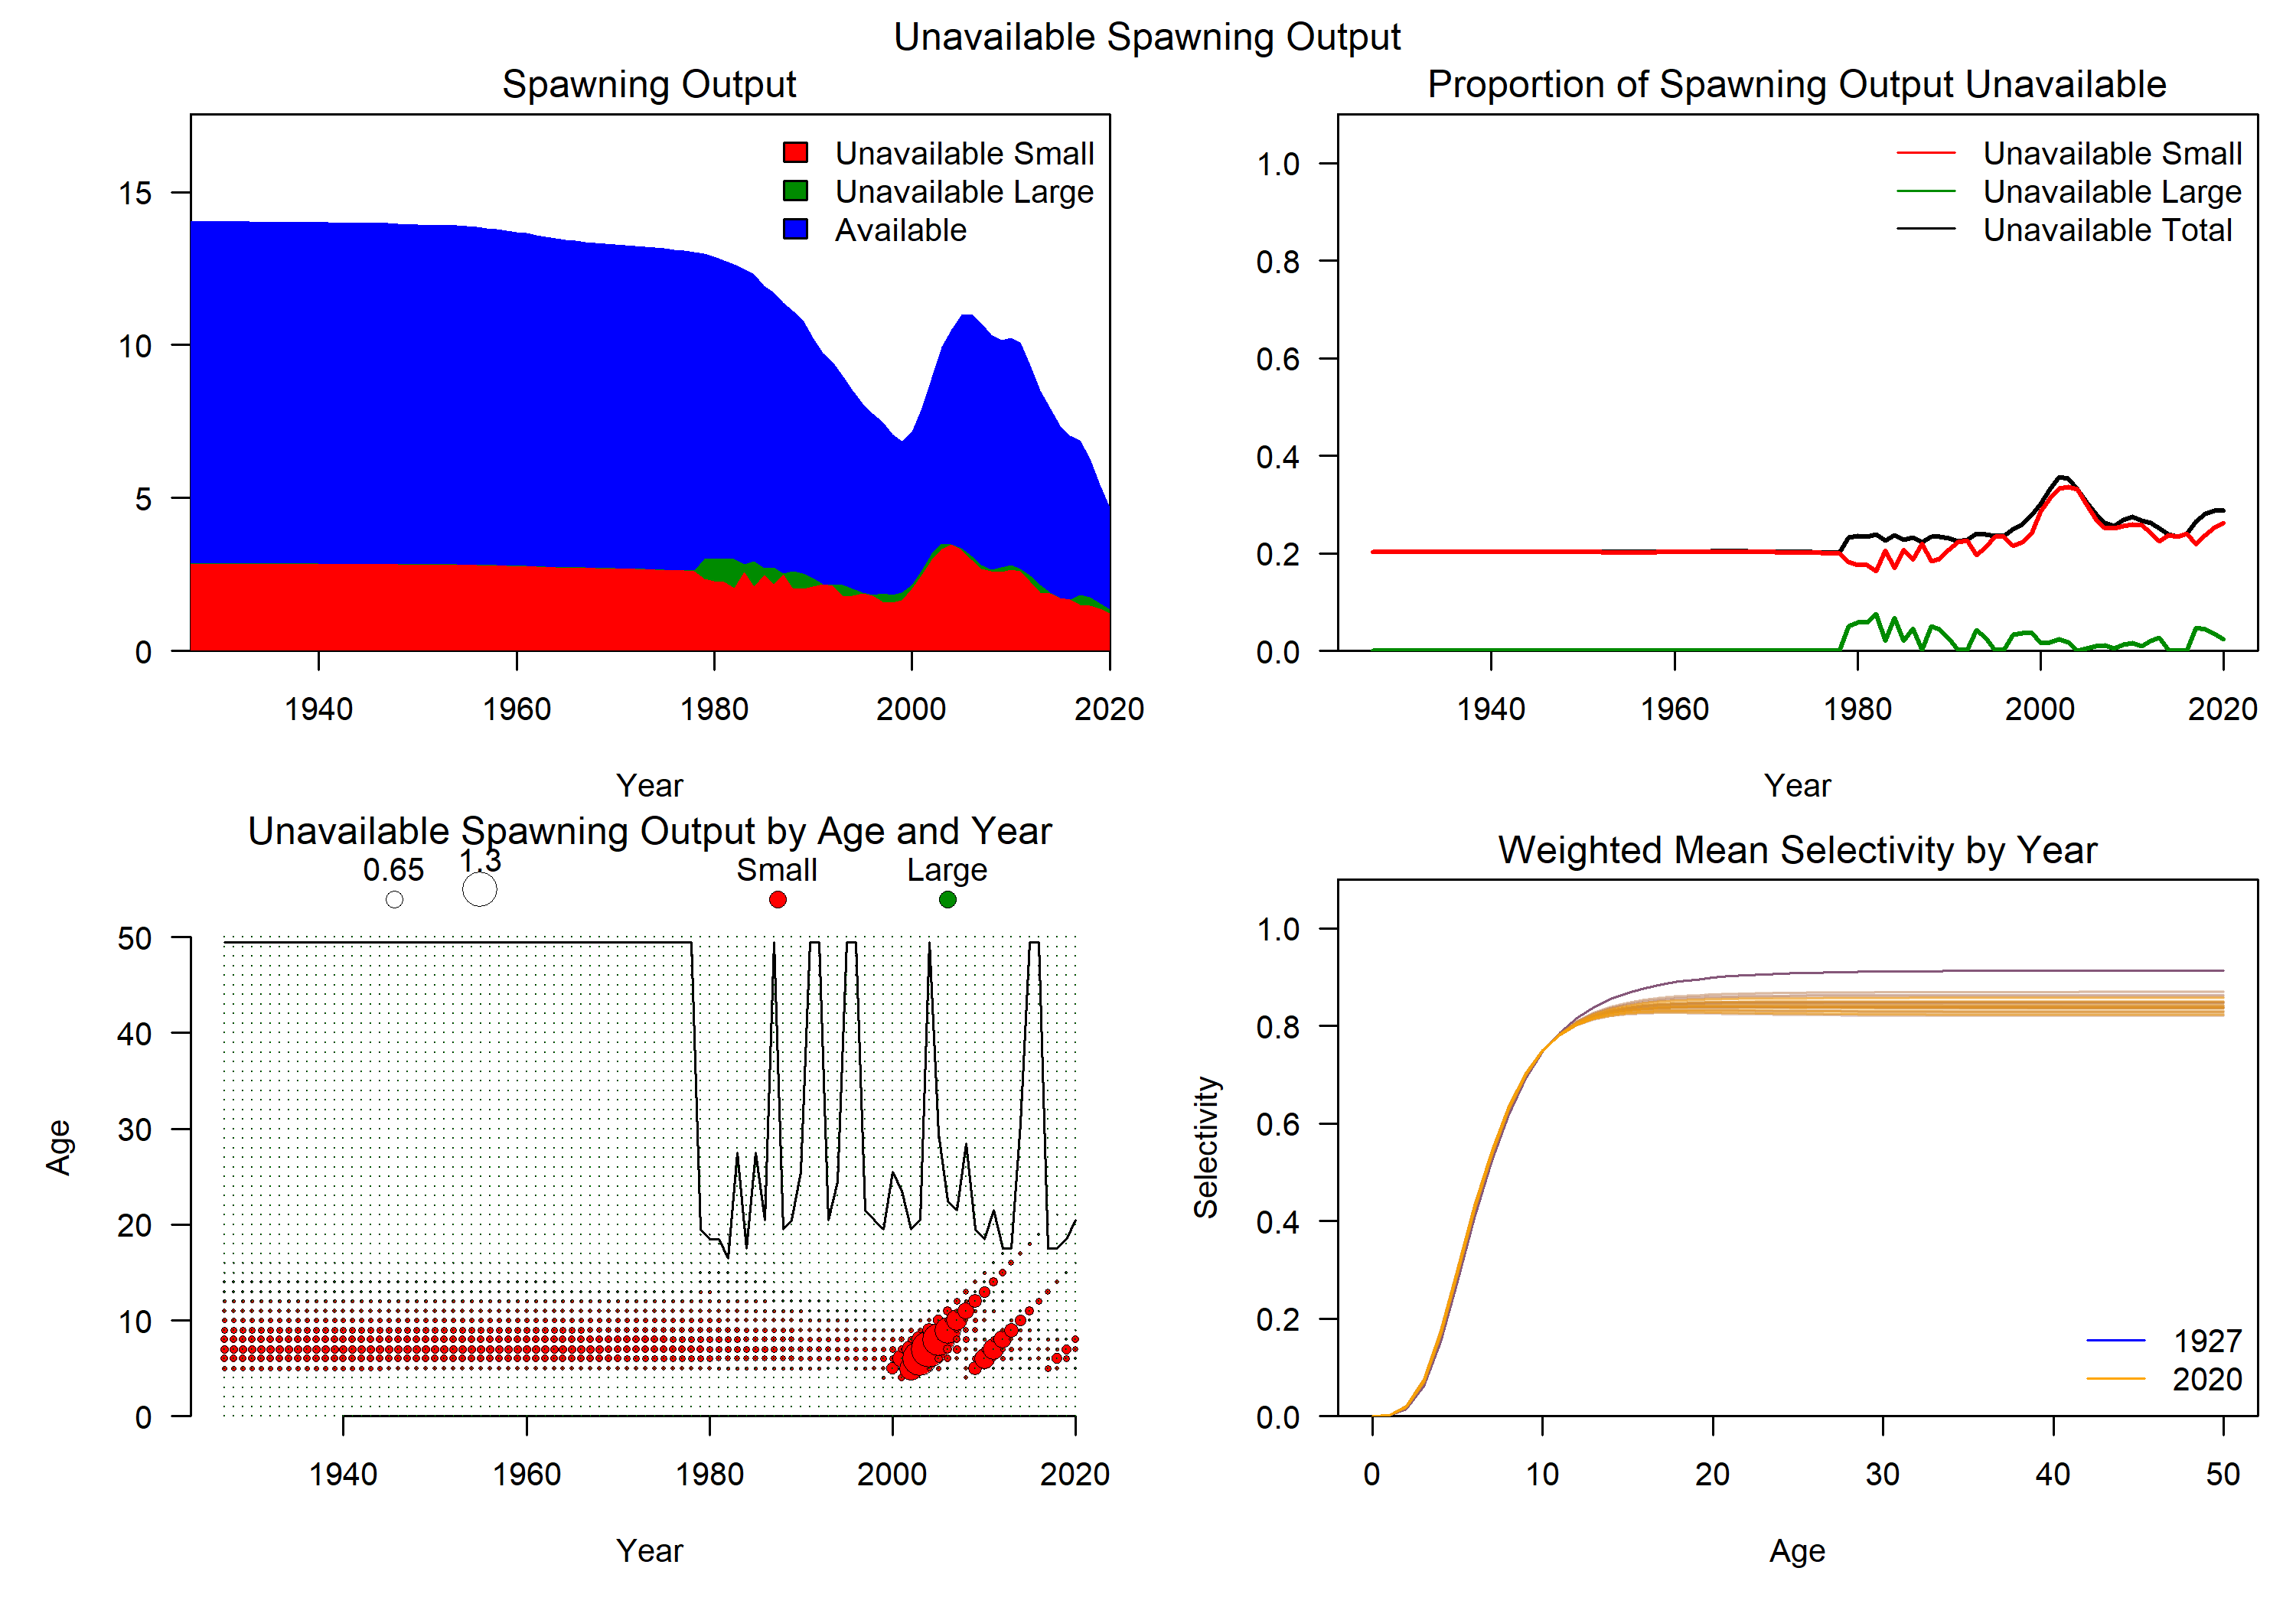 Unavailable Spawning Output
Spawning Output
Unavailable Small
Unavailable Large
Available
15
10
5
0
1940 1960 1980 2000 2020
Year
Proportion of Spawning Output Unavailable
Unavailable Small
Unavailable Large
Unavailable Total
1.0
0.8
0.6
0.4
0.2
0.0
1940 1960 1980 2000 2020
Year
Unavailable Spawning Output by Age and Year
0.65 1.3 Small Large
50
40
30
20
10
0
Age
1940 1960 1980 2000 2020
Year
Weighted Mean Selectivity by Year
1.0
0.8
0.6
0.4
0.2
0.0
Selectivity
1927
2020
0 10 20 30 40 50
Age